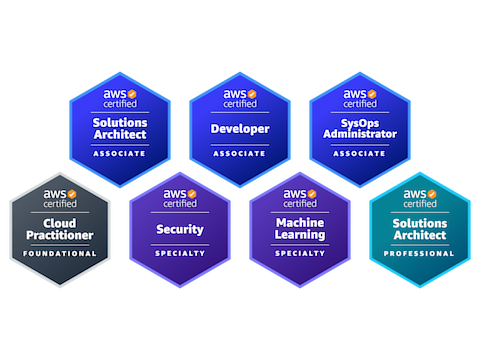 aws
certified
Solutions
Architect
ASSOCIATE
aws
certified
Developer
ASSOCIATE
aws
certified
SysOps
Administrator
ASSOCIATE
aws
certified
Cloud
Practitioner
FOUNDATIONAL
aws
certified
Security
SPECIALTY
aws
certified
Machine
Learning
SPECIALTY
aws
certified
Solutions
Architect
PROFESSIONAL